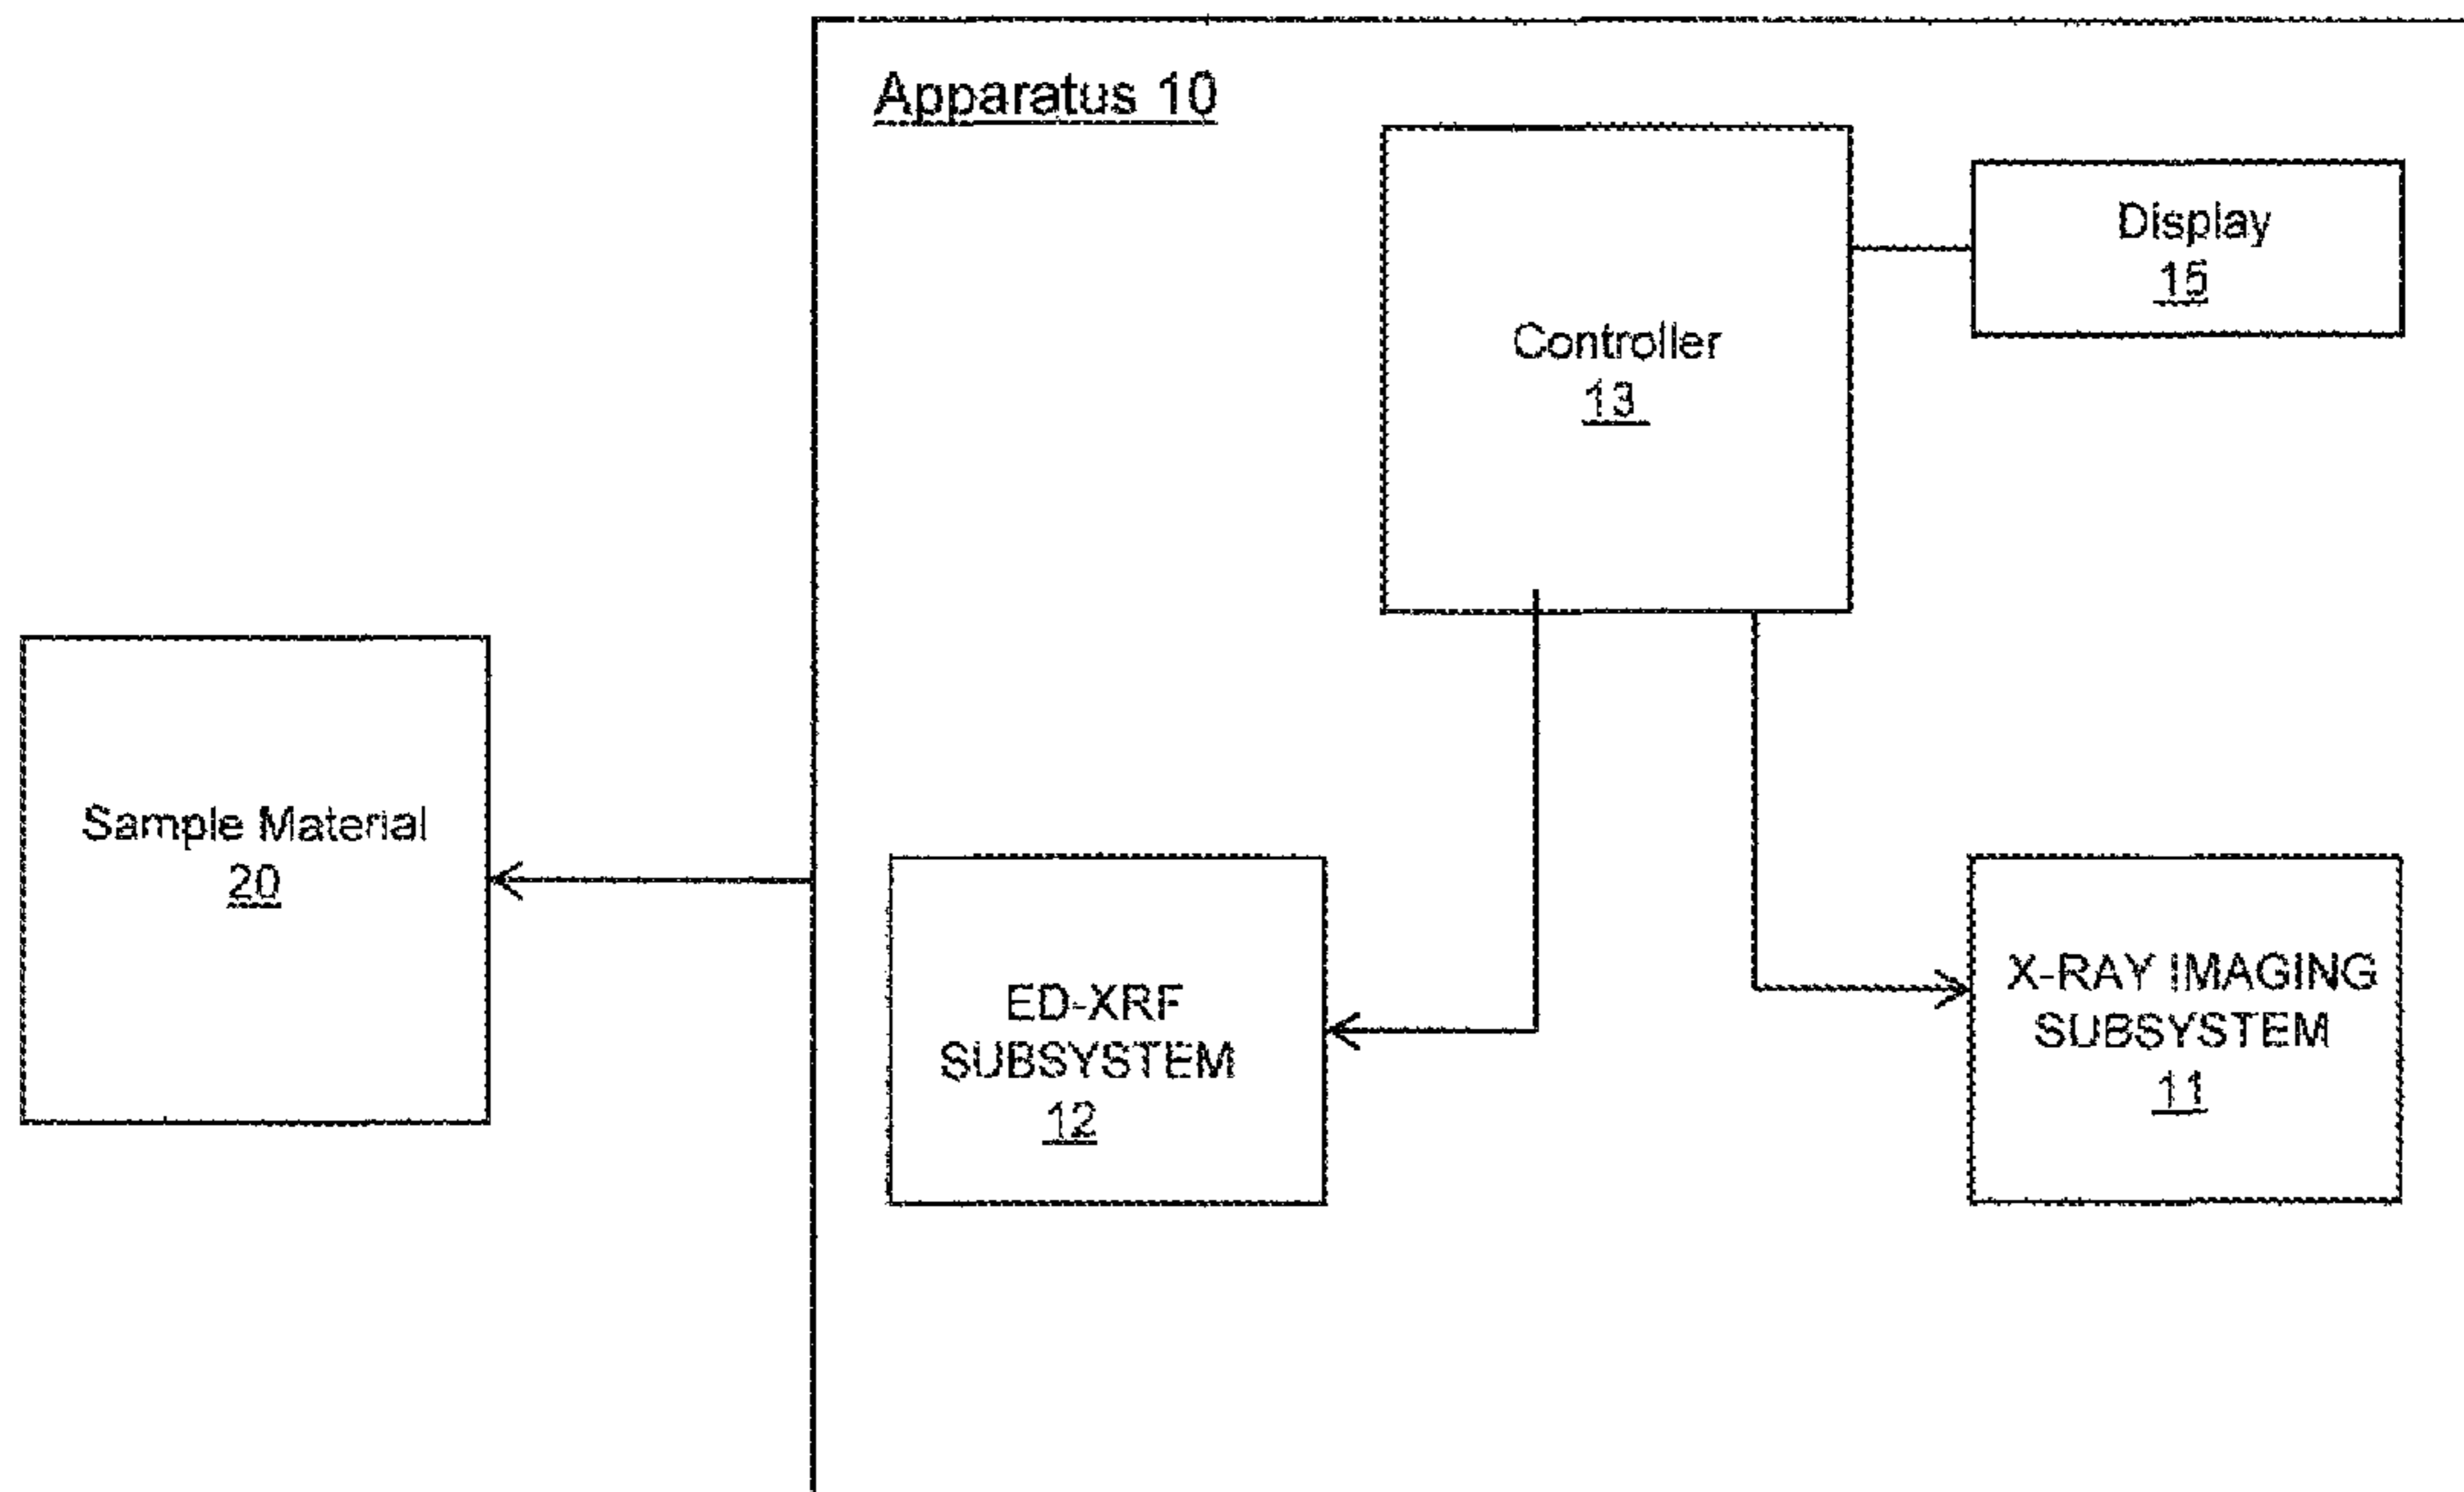 Apparatus 10
Display
15
Controller
13
Sample Material
20
ED-XRF
SUBSYSTEM
12
X-RAY IMAGING
SUBSYSTEM
11